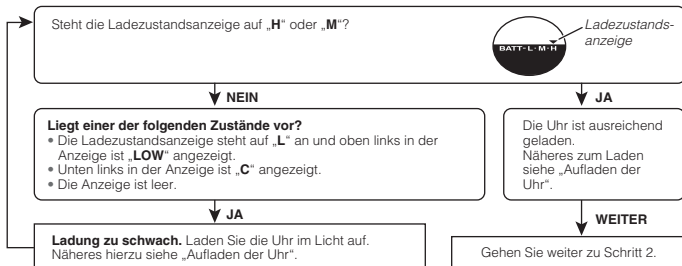 Steht die Ladezustandsanzeige auf „H“ oder „M“?
Ladezustands-
anzeige
BATT-L·M·H
NEIN
JA
Liegt einer der folgenden Zustände vor?
• Die Ladezustandsanzeige steht auf „L“ an und oben links in der
Anzeige ist „LOW“ angezeigt.
• Unten links in der Anzeige ist „C“ angezeigt.
• Die Anzeige ist leer.
Die Uhr ist ausreichend
geladen.
Näheres zum Laden
siehe „Aufladen der
Uhr“.
JA
WEITER
Ladung zu schwach. Laden Sie die Uhr im Licht auf.
Näheres hierzu siehe „Aufladen der Uhr“.
Gehen Sie weiter zu Schritt 2.